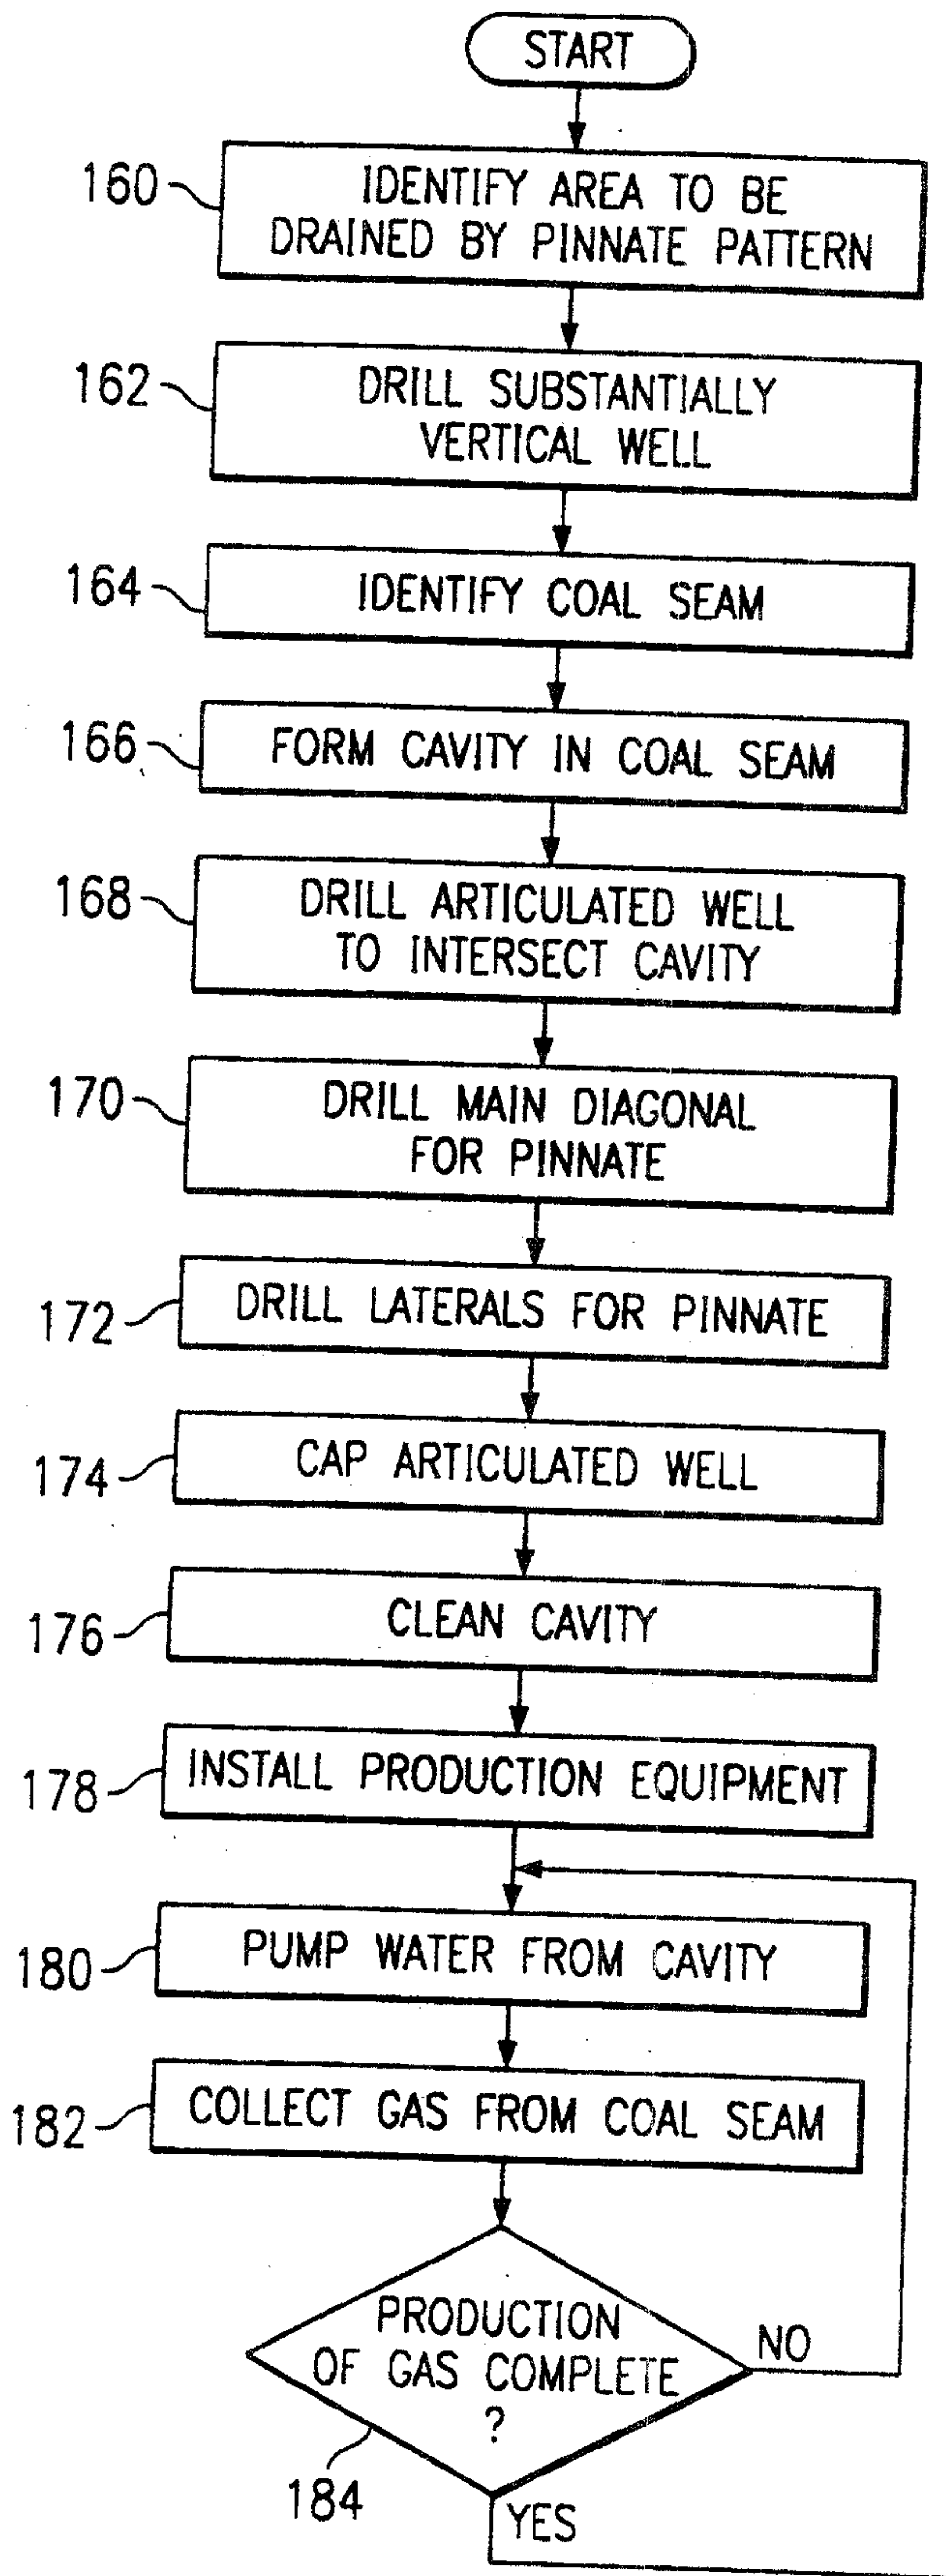 START
160
IDENTIFY AREA TO BE
DRAINED BY PINNATE PATTERN
162
DRILL SUBSTANTIALLY
VERTICAL WELL
164
IDENTIFY COAL SEAM
166
FORM CAVITY IN COAL SEAM
168
DRILL ARTICULATED WELL
TO INTERSECT CAVITY
170
DRILL MAIN DIAGONAL
FOR PINNATE
172
DRILL LATERALS FOR PINNATE
174
CAP ARTICULATED WELL
176
CLEAN CAVITY
178
INSTALL PRODUCTION EQUIPMENT
180
PUMP WATER FROM CAVITY
182
COLLECT GAS FROM COAL SEAM
PRODUCTION
OF GAS COMPLETE
?
NO
184
YES